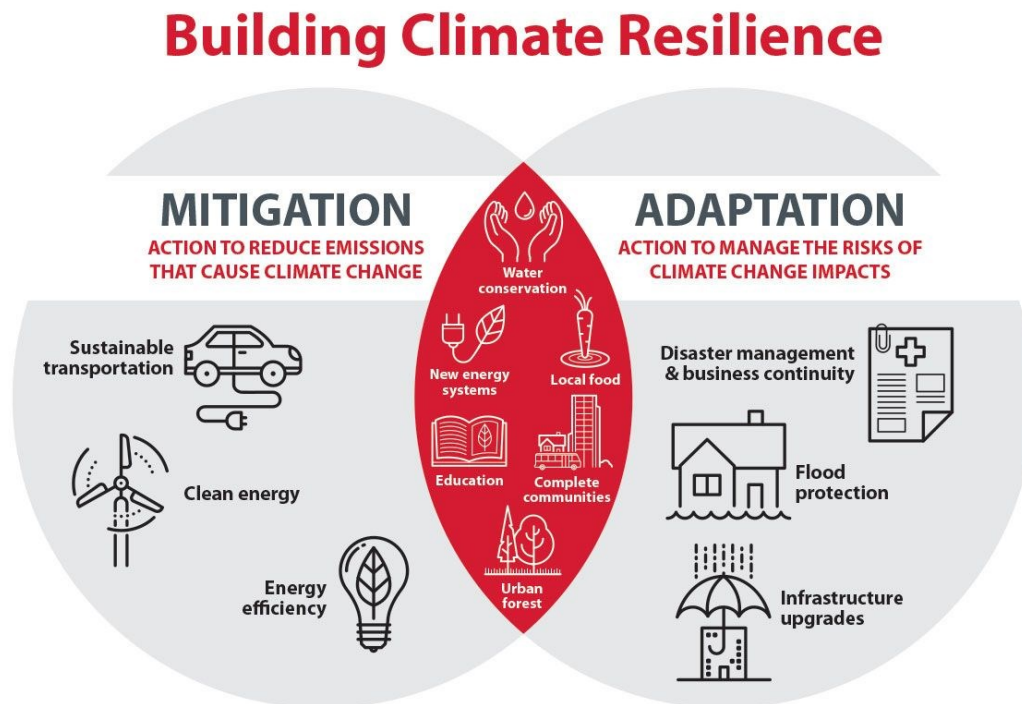 Building Climate Resilience
MITIGATION
ACTION TO REDUCE EMISSIONS
THAT CAUSE CLIMATE CHANGE
Sustainable
transportation
Clean energy
Energy
efficiency
Water
conservation
New energy
systems
Local food
Education
Complete
communities
Urban
forest
ADAPTATION
ACTION TO MANAGE THE RISKS OF
CLIMATE CHANGE IMPACTS
Disaster management
& business continuity
Flood
protection
Infrastructure
upgrades